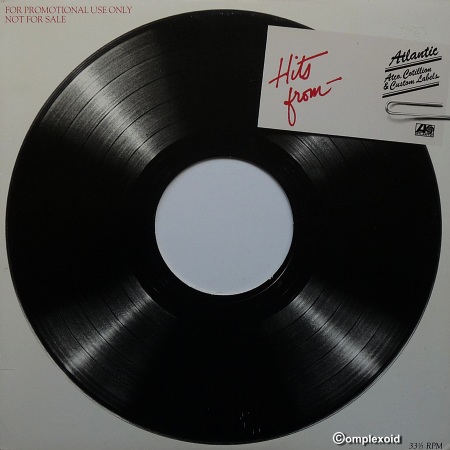 FOR PROMOTIONAL USE ONLY
NOT FOR SALE
Hits
from—
Atlantic
Atco, Cotillion
& Custom Labels
33⅓ RPM
©omplexoid